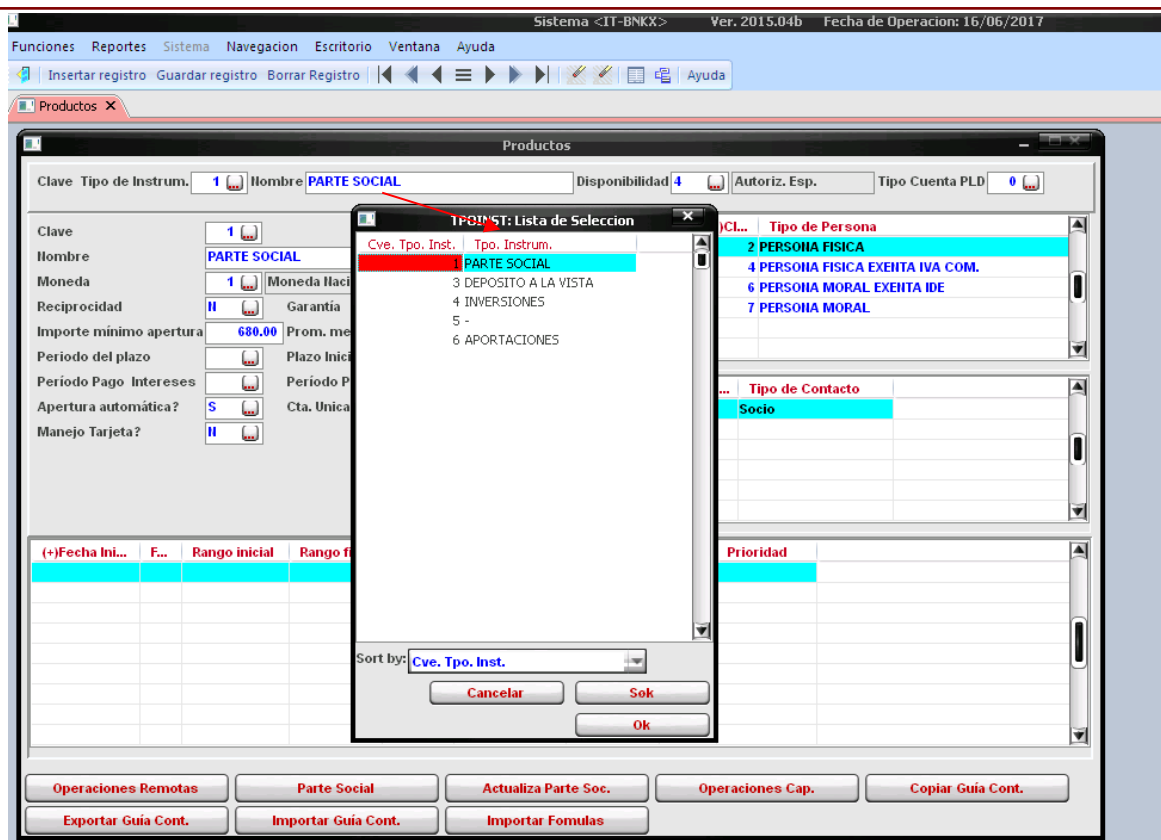 Sistema <IT-BNKX> Ver. 2015.04b Fecha de Operacion: 16/06/2017
Funciones Reportes Sistema Navegacion Escritorio Ventana Ayuda
Insertar registro Guardar registro Borrar Registro Ayuda
Productos X
Productos
Clave Tipo de Instrum. 1 Nombre PARTE SOCIAL Disponibilidad 4 Autoriz. Esp. Tipo Cuenta PLD 0
Clave 1
Nombre PARTE SOCIAL
Moneda 1 Moneda Naci
Reciprocidad N Garantía
Importe mínimo apertura 680.00 Prom. me
Periodo del plazo Plazo Inici
Período Pago Intereses Período P
Apertura automática? S Cta. Unica
Manejo Tarjeta? N
TPOINST: Lista de Seleccion X
Cve. Tpo. Inst. Tpo. Instrum.
1 PARTE SOCIAL
3 DEPOSITO A LA VISTA
4 INVERSIONES
5 -
6 APORTACIONES
Sort by: Cve. Tpo. Inst.
Cancelar Sok
Ok
)Cl... Tipo de Persona
2 PERSONA FISICA
4 PERSONA FISICA EXENTA IVA COM.
6 PERSONA MORAL EXENTA IDE
7 PERSONA MORAL
... Tipo de Contacto
Socio
(+)Fecha Ini... F... Rango inicial Rango fi Prioridad
Operaciones Remotas Parte Social Actualiza Parte Soc. Operaciones Cap. Copiar Guía Cont.
Exportar Guía Cont. Importar Guía Cont. Importar Fomulas